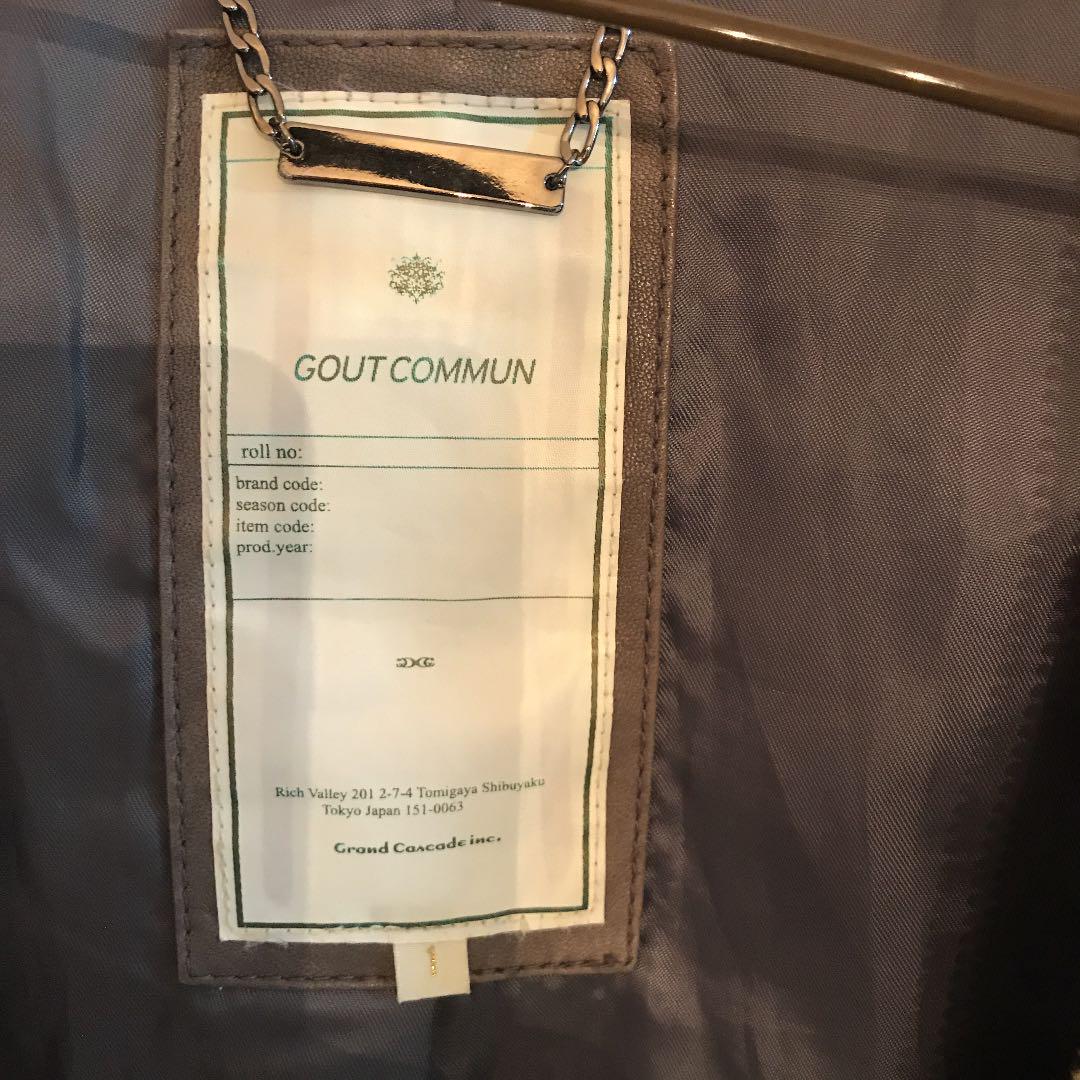 GOUT COMMUN
roll no:
brand code:
season code:
item code:
prod.year:
Rich Valley 201 2-7-4 Tomigaya Shibuyaku
Tokyo Japan 151-0063
Grand Cascade inc.